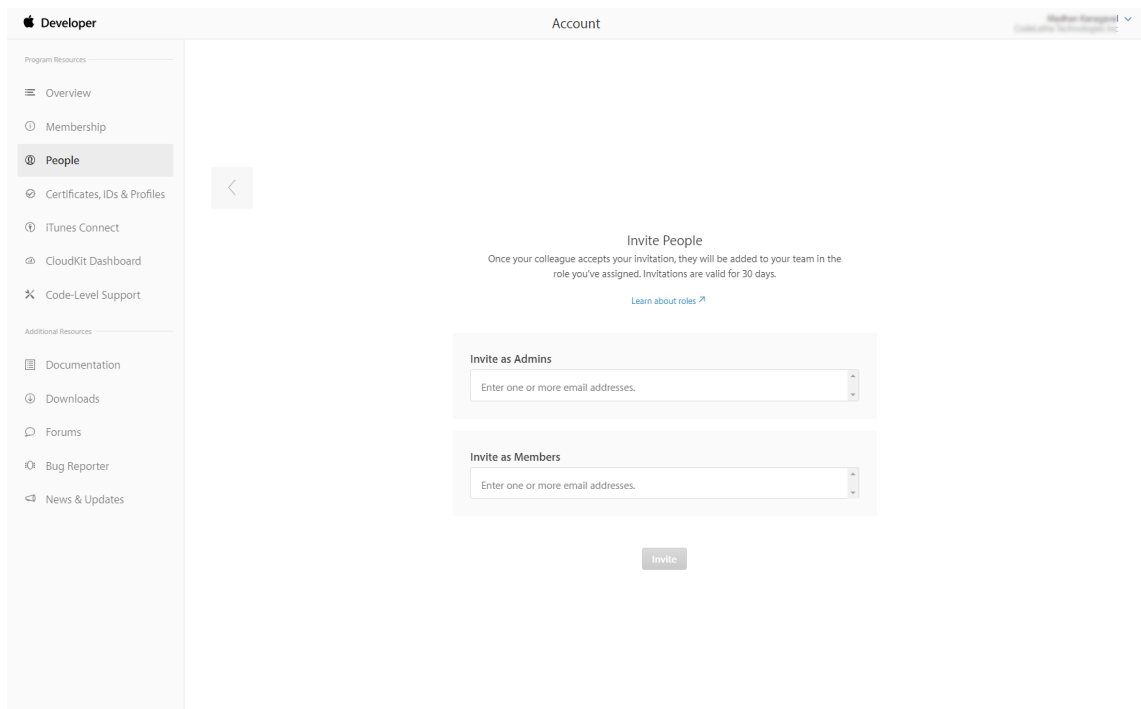 Developer
Account
Program Resources
Overview
Membership
People
Certificates, IDs & Profiles
iTunes Connect
CloudKit Dashboard
Code-Level Support
Additional Resources
Documentation
Downloads
Forums
Bug Reporter
News & Updates
Invite People
Once your colleague accepts your invitation, they will be added to your team in the
role you've assigned. Invitations are valid for 30 days.
Learn about roles
Invite as Admins
Enter one or more email addresses.
Invite as Members
Enter one or more email addresses.
Invite